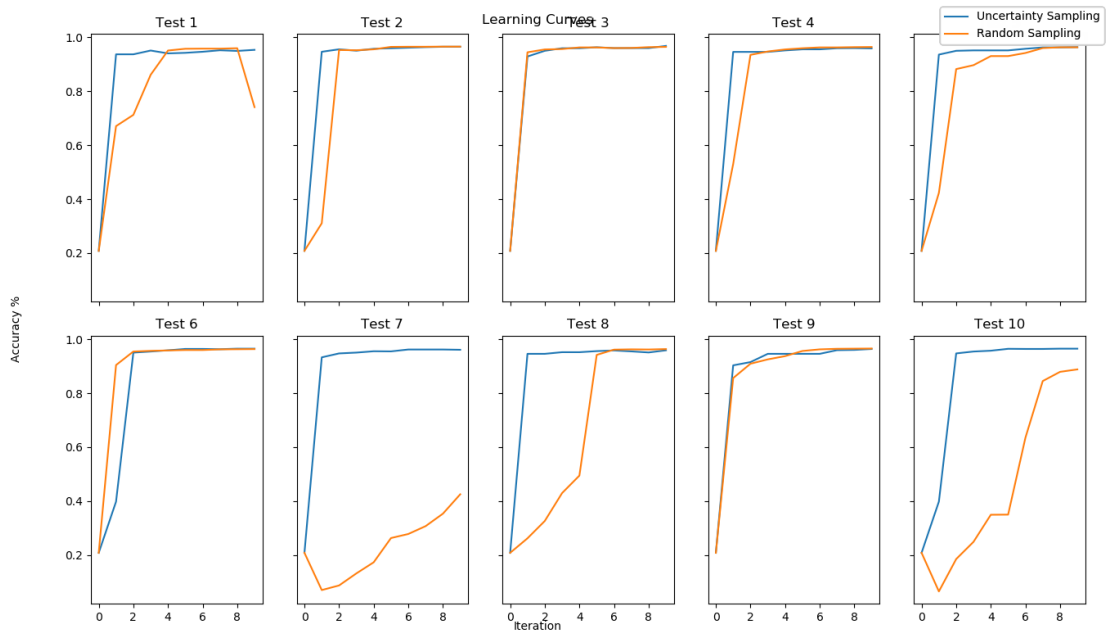 Learning Curves
Uncertainty Sampling
Random Sampling
Test 1
Test 2
Test 3
Test 4
1.0
0.8
0.6
0.4
0.2
Accuracy %
Test 6
Test 7
Test 8
Test 9
Test 10
1.0
0.8
0.6
0.4
0.2
0 2 4 6 8
0 2 4 6 8
0 2 4 6 8
0 2 4 6 8
0 2 4 6 8
Iteration